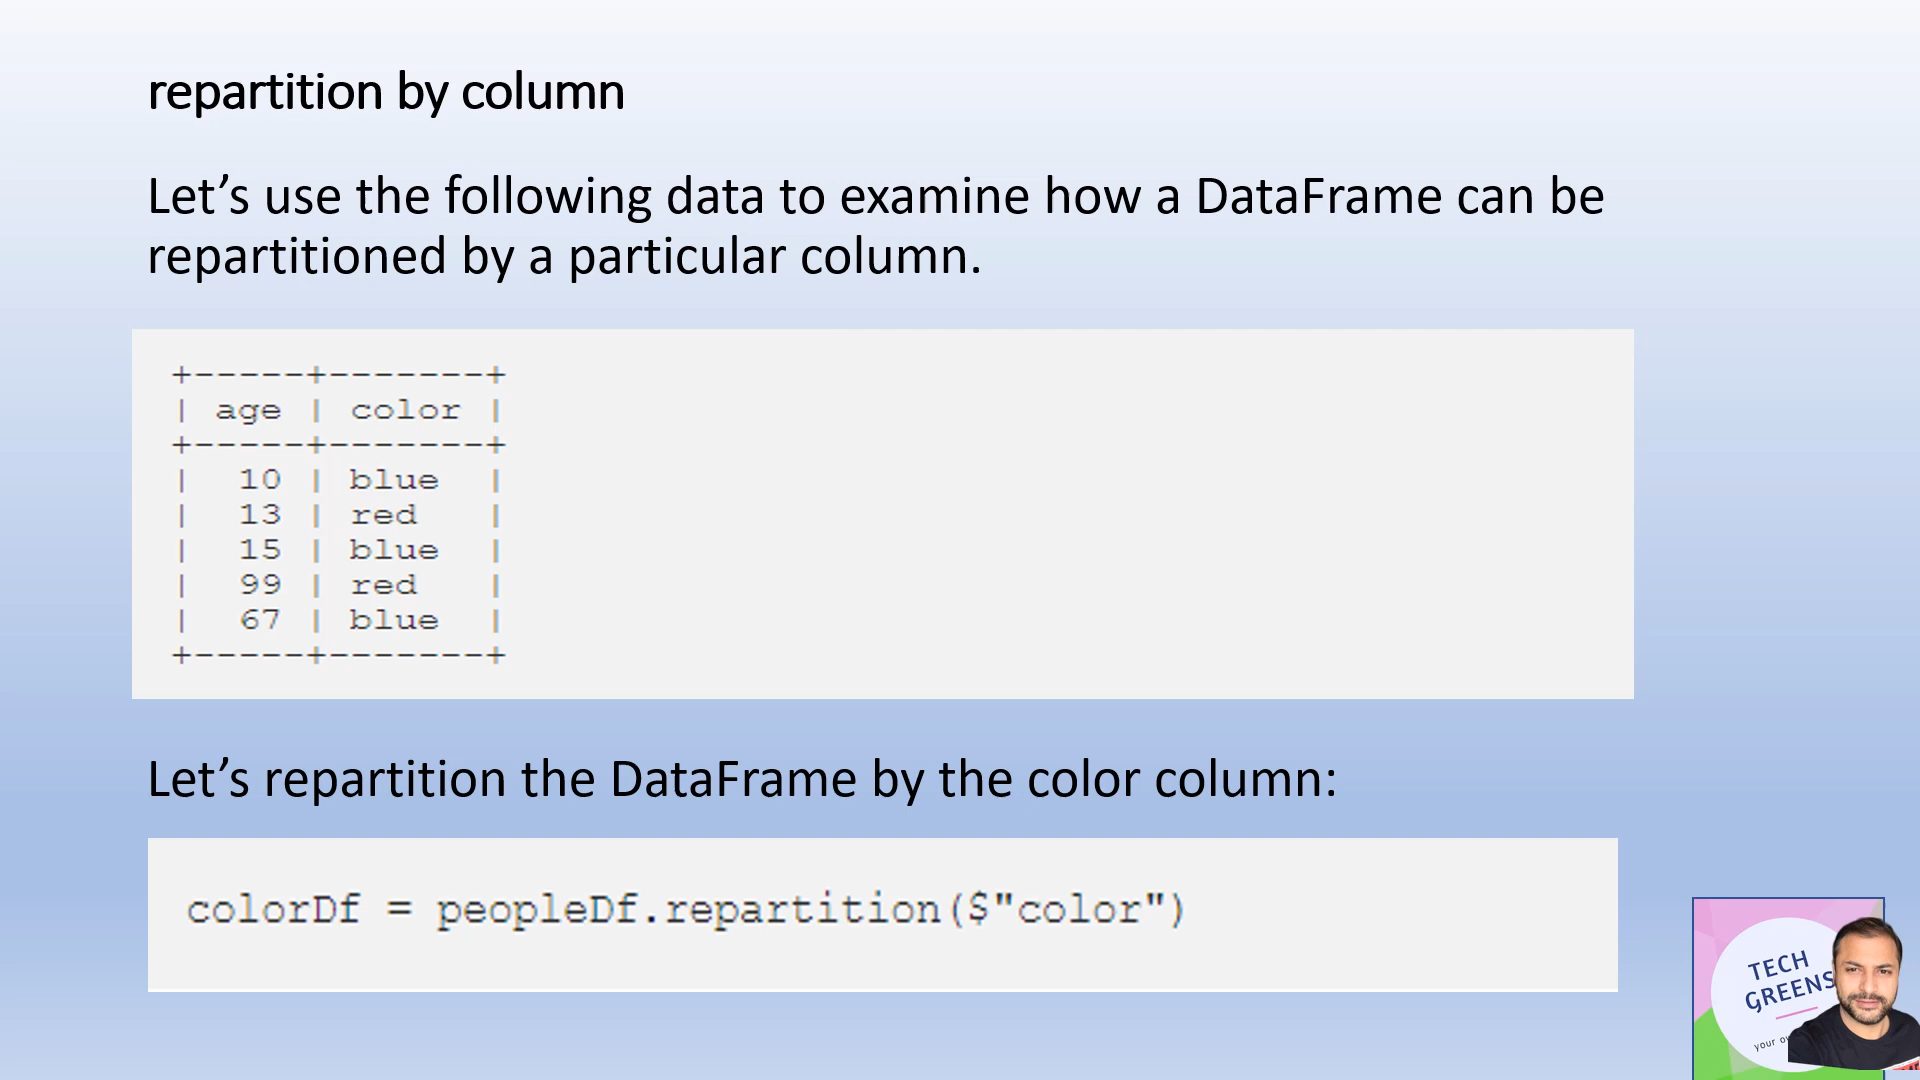 repartition by column
Let’s use the following data to examine how a DataFrame can be
repartitioned by a particular column.
+-----+-------+
| age | color |
+-----+-------+
|  10 | blue  |
|  13 | red   |
|  15 | blue  |
|  99 | red   |
|  67 | blue  |
+-----+-------+
Let’s repartition the DataFrame by the color column:
colorDf = peopleDf.repartition($"color")
TECH
GREENS
your